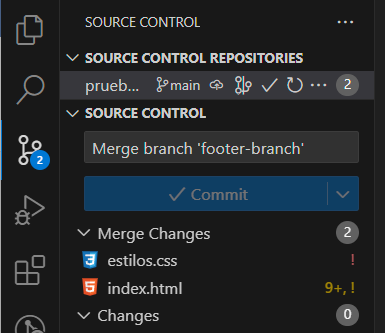 SOURCE CONTROL
SOURCE CONTROL REPOSITORIES
prueb... main 2
SOURCE CONTROL
Merge branch 'footer-branch'
2
Commit
Merge Changes 2
estilos.css !
index.html 9+, !
Changes 0